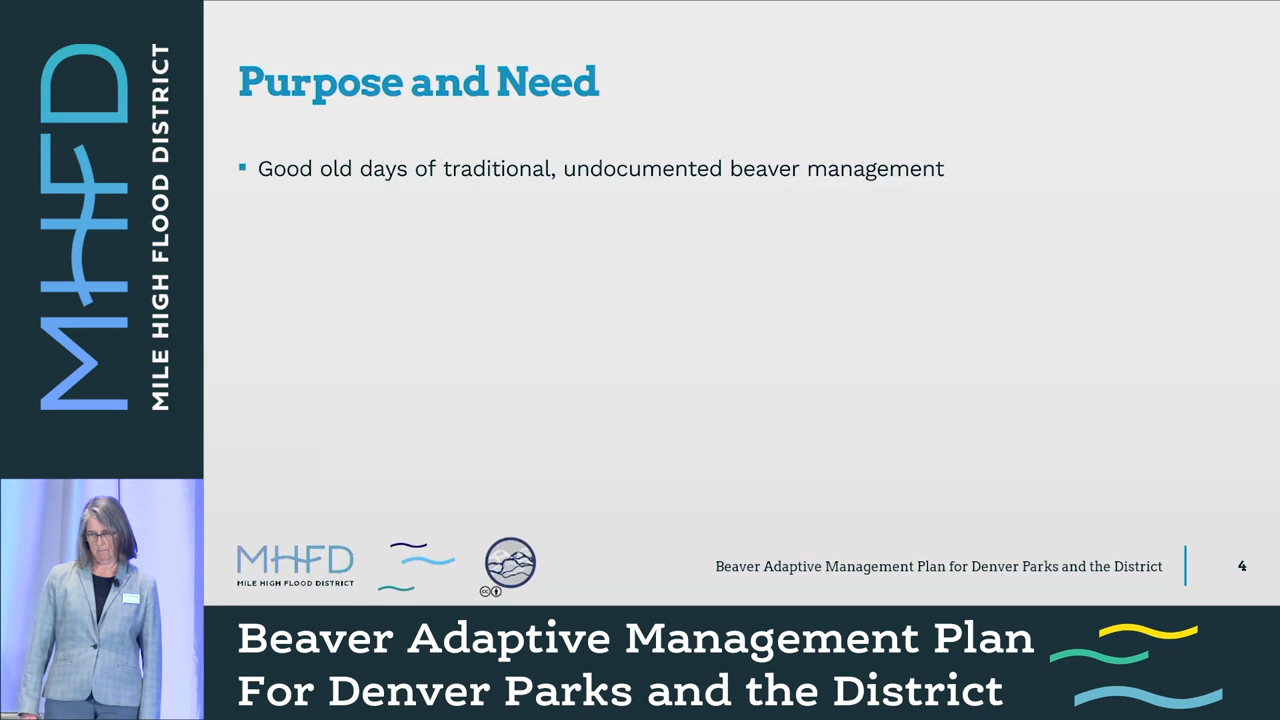 MHFD
MILE HIGH FLOOD DISTRICT
Purpose and Need
Good old days of traditional, undocumented beaver management
MHFD
MILE HIGH FLOOD DISTRICT
Beaver Adaptive Management Plan for Denver Parks and the District
4
Beaver Adaptive Management Plan
For Denver Parks and the District